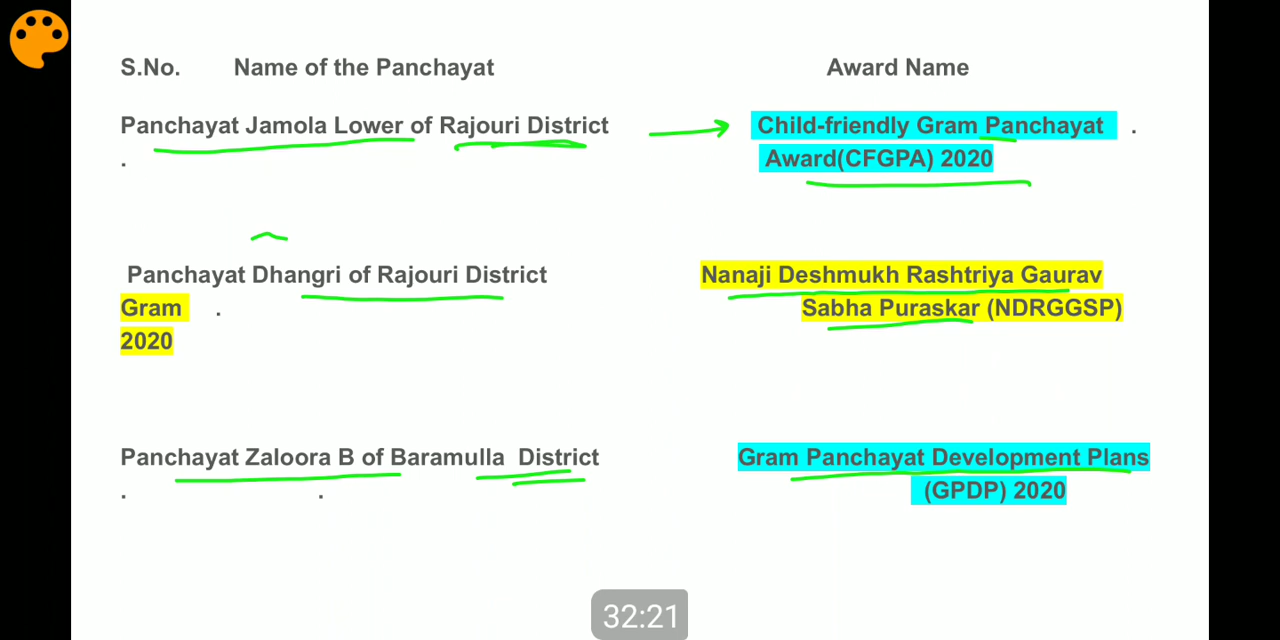 S.No. Name of the Panchayat Award Name
Panchayat Jamola Lower of Rajouri District Child-friendly Gram Panchayat .
. Award(CFGPA) 2020
Panchayat Dhangri of Rajouri District Nanaji Deshmukh Rashtriya Gaurav
Gram . Sabha Puraskar (NDRGGSP)
2020
Panchayat Zaloora B of Baramulla District Gram Panchayat Development Plans
. . (GPDP) 2020
32:21